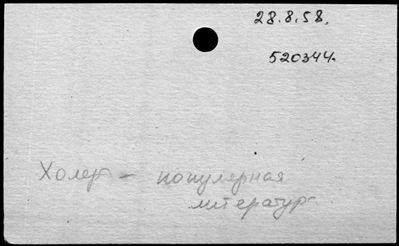 28.8.58.
520344.
Холера – популярная
литература